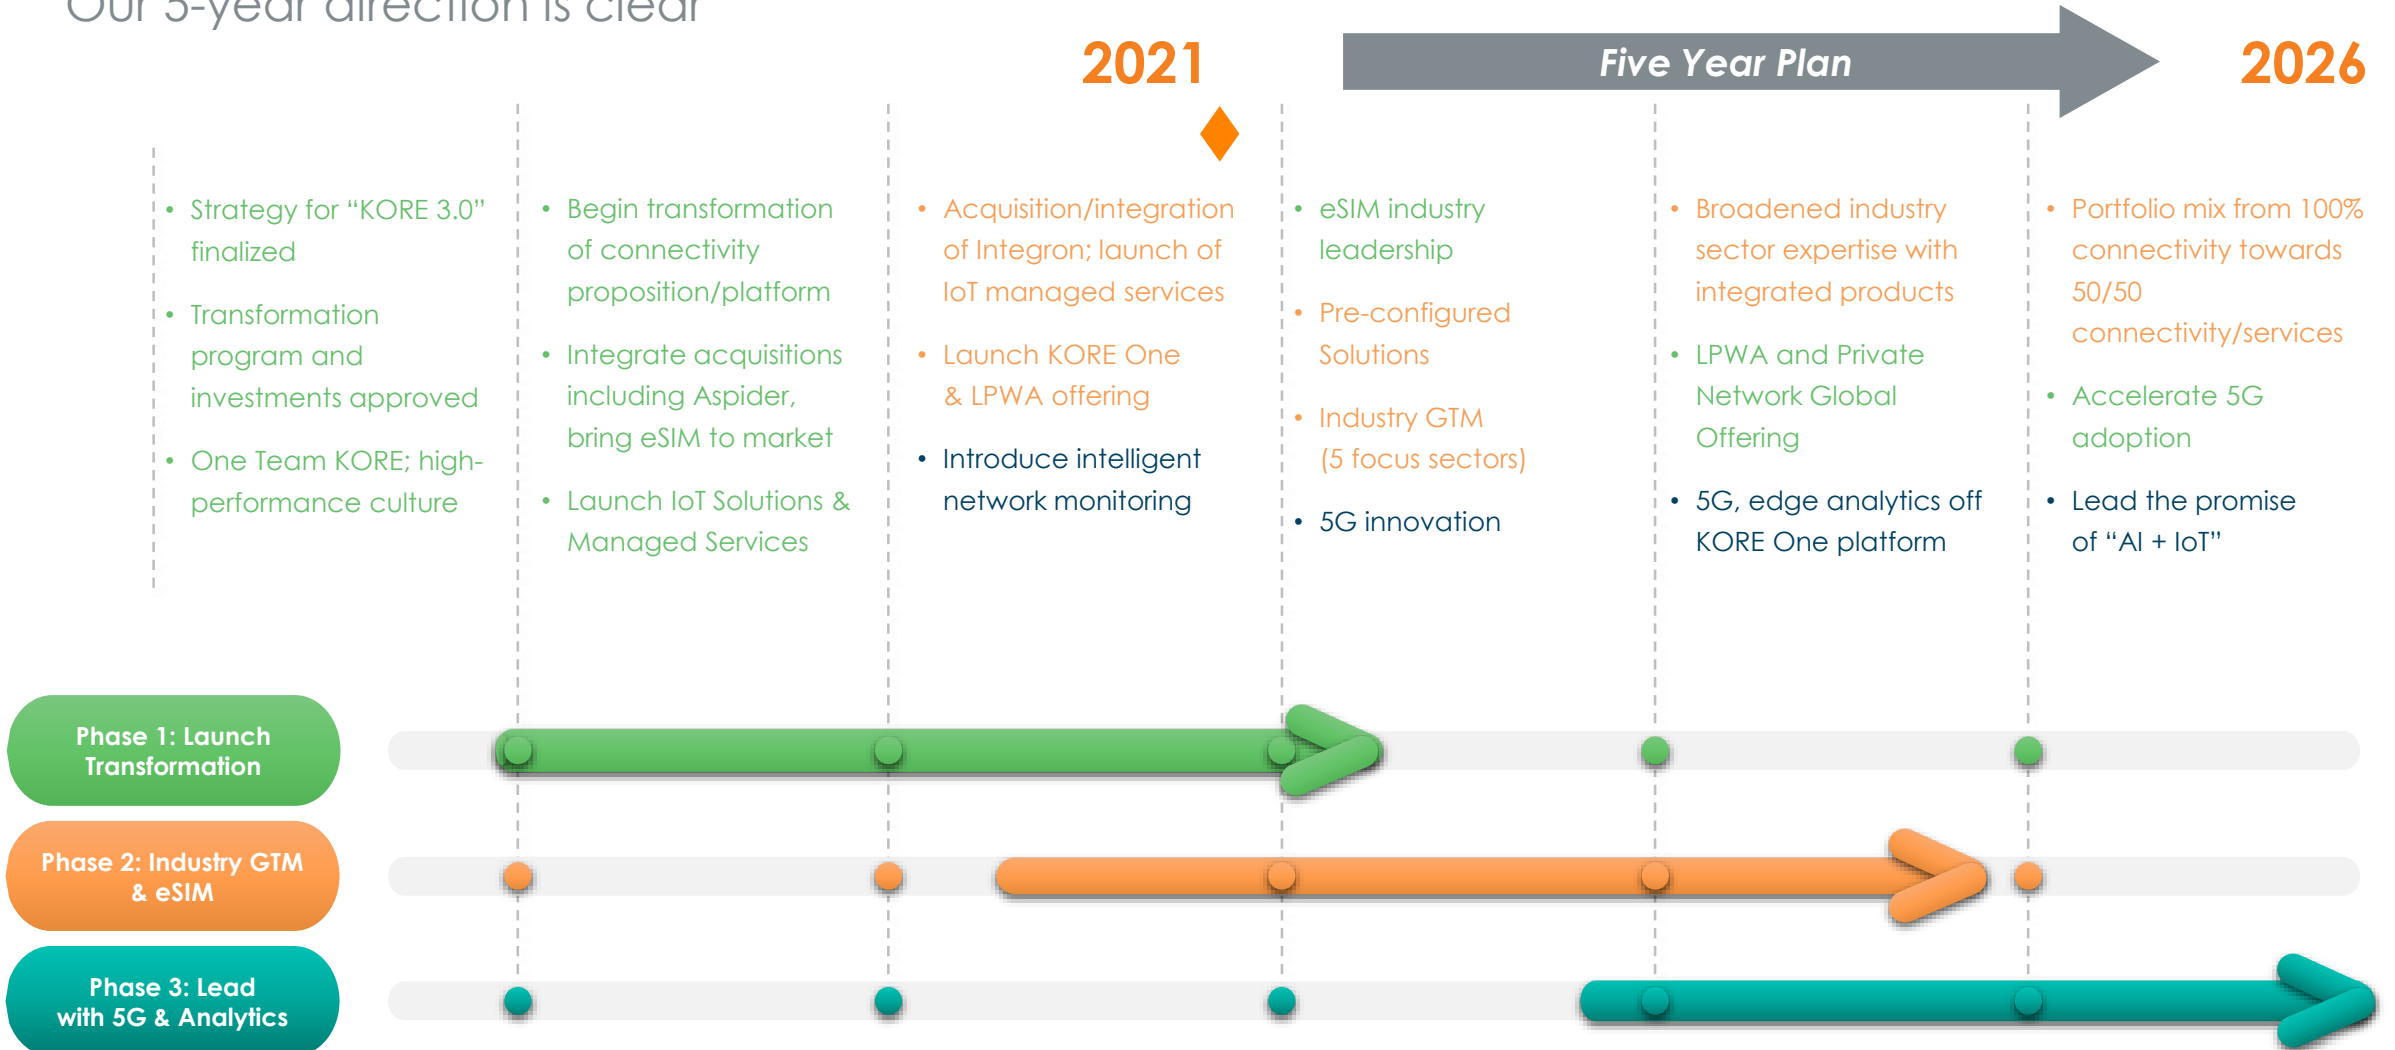 Our 5-year direction is clear
2021
Five Year Plan
2026
• Strategy for “KORE 3.0”
finalized
• Transformation
program and
investments approved
• One Team KORE; high-
performance culture
• Begin transformation
of connectivity
proposition/platform
• Integrate acquisitions
including Aspider,
bring eSIM to market
• Launch IoT Solutions &
Managed Services
• Acquisition/integration
of Integron; launch of
IoT managed services
• Launch KORE One
& LPWA offering
• Introduce intelligent
network monitoring
• eSIM industry
leadership
• Pre-configured
Solutions
• Industry GTM
(5 focus sectors)
• 5G innovation
• Broadened industry
sector expertise with
integrated products
• LPWA and Private
Network Global
Offering
• 5G, edge analytics off
KORE One platform
• Portfolio mix from 100%
connectivity towards
50/50
connectivity/services
• Accelerate 5G
adoption
• Lead the promise
of “AI + IoT”
Phase 1: Launch
Transformation
Phase 2: Industry GTM
& eSIM
Phase 3: Lead
with 5G & Analytics